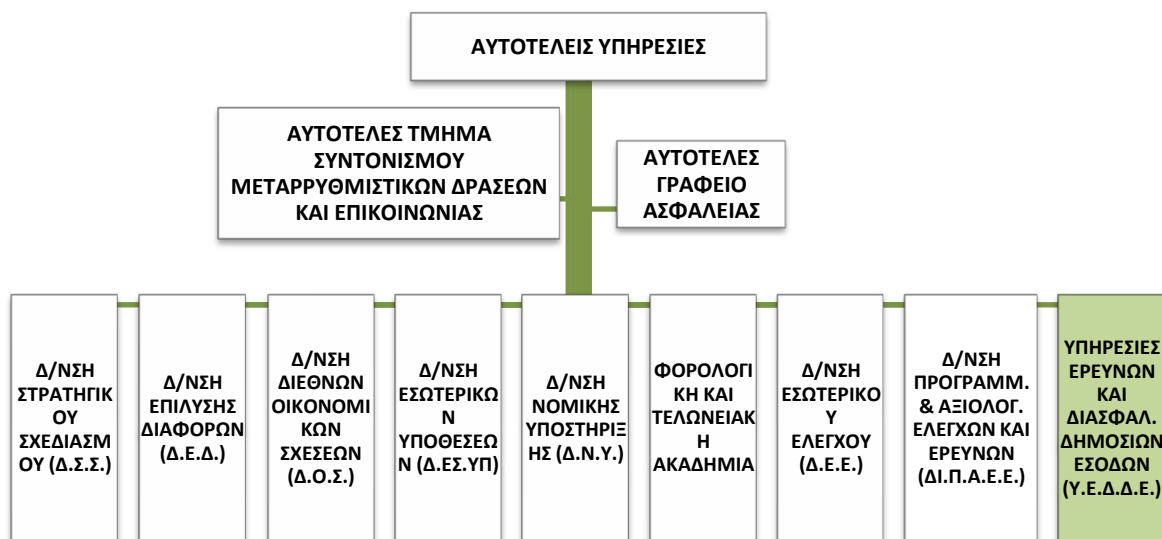 ΑΥΤΟΤΕΛΕΙΣ ΥΠΗΡΕΣΙΕΣ
ΑΥΤΟΤΕΛΕΣ ΤΜΗΜΑ
ΣΥΝΤΟΝΙΣΜΟΥ
ΜΕΤΑΡΡΥΘΜΙΣΤΙΚΩΝ ΔΡΑΣΕΩΝ
ΚΑΙ ΕΠΙΚΟΙΝΩΝΙΑΣ
ΑΥΤΟΤΕΛΕΣ
ΓΡΑΦΕΙΟ
ΑΣΦΑΛΕΙΑΣ
Δ/ΝΣΗ
ΣΤΡΑΤΗΓΙΚ
ΟΥ
ΣΧΕΔΙΑΣΜ
ΟΥ (Δ.Σ.Σ.)
Δ/ΝΣΗ
ΕΠΙΛΥΣΗΣ
ΔΙΑΦΟΡΩΝ
(Δ.Ε.Δ.)
Δ/ΝΣΗ
ΔΙΕΘΝΩΝ
ΟΙΚΟΝΟΜΙ
ΚΩΝ
ΣΧΕΣΕΩΝ
(Δ.Ο.Σ.)
Δ/ΝΣΗ
ΕΣΩΤΕΡΙΚΩ
Ν
ΥΠΟΘΕΣΕΩ
Ν (Δ.ΕΣ.ΥΠ)
Δ/ΝΣΗ
ΝΟΜΙΚΗΣ
ΥΠΟΣΤΗΡΙΞ
ΗΣ (Δ.Ν.Υ.)
ΦΟΡΟΛΟΓΙ
ΚΗ ΚΑΙ
ΤΕΛΩΝΕΙΑΚ
Η
ΑΚΑΔΗΜΙΑ
Δ/ΝΣΗ
ΕΣΩΤΕΡΙΚΟ
Υ
ΕΛΕΓΧΟΥ
(Δ.Ε.Ε.)
Δ/ΝΣΗ
ΠΡΟΓΡΑΜΜ.
& ΑΞΙΟΛΟΓ.
ΕΛΕΓΧΩΝ ΚΑΙ
ΕΡΕΥΝΩΝ
(ΔΙ.Π.Α.Ε.Ε.)
ΥΠΗΡΕΣΙΕΣ
ΕΡΕΥΝΩΝ
ΚΑΙ
ΔΙΑΣΦΑΛ.
ΔΗΜΟΣΙΩΝ
ΕΣΟΔΩΝ
(Υ.Ε.Δ.Δ.Ε.)